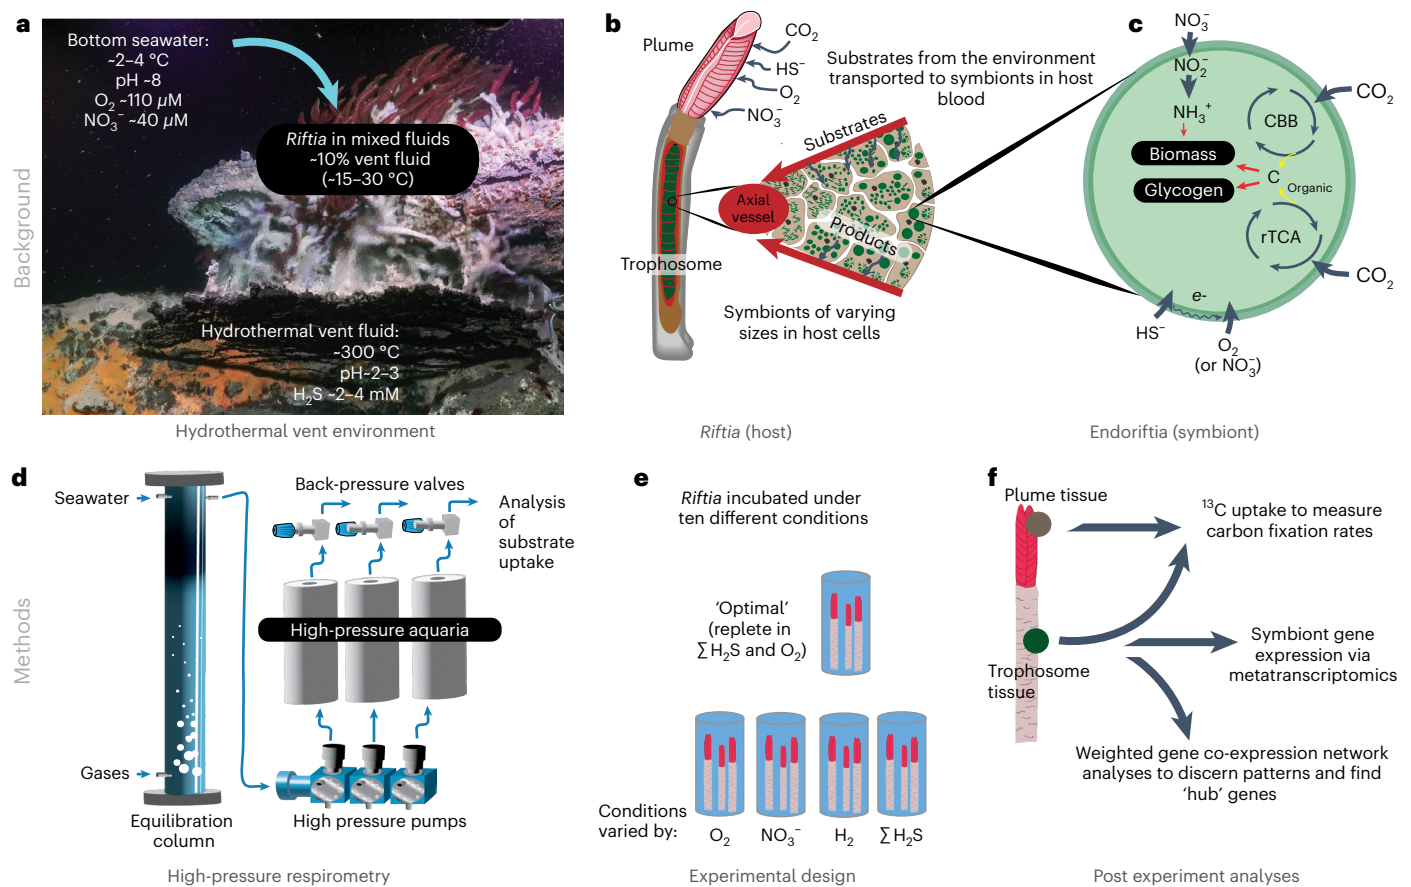 a
Bottom seawater:
~2–4 °C
pH ~8
O₂ ~110 µM
NO₃⁻ ~40 µM
Riftia in mixed fluids
~10% vent fluid
(~15–30 °C)
Hydrothermal vent fluid:
~300 °C
pH~2–3
H₂S ~2–4 mM
Background
Hydrothermal vent environment
b
Plume
CO₂
HS⁻
O₂
NO₃⁻
Substrates from the environment
transported to symbionts in host
blood
Substrates
Axial
vessel
Products
Trophosome
Symbionts of varying
sizes in host cells
Riftia (host)
c
NO₃⁻
NO₂⁻
NH₃⁺
Biomass
Glycogen
CBB
C
Organic
rTCA
CO₂
CO₂
e-
HS⁻
O₂
(or NO₃⁻)
Endoriftia (symbiont)
Methods
d
Seawater
Gases
Equilibration
column
Back-pressure valves
Analysis
of
substrate
uptake
High-pressure aquaria
High pressure pumps
High-pressure respirometry
e
Riftia incubated under
ten different conditions
‘Optimal’
(replete in
∑H₂S and O₂)
Conditions
varied by:
O₂
NO₃⁻
H₂
∑H₂S
Experimental design
f
Plume tissue
¹³C uptake to measure
carbon fixation rates
Trophosome
tissue
Symbiont gene
expression via
metatranscriptomics
Weighted gene co-expression network
analyses to discern patterns and find
‘hub’ genes
Post experiment analyses